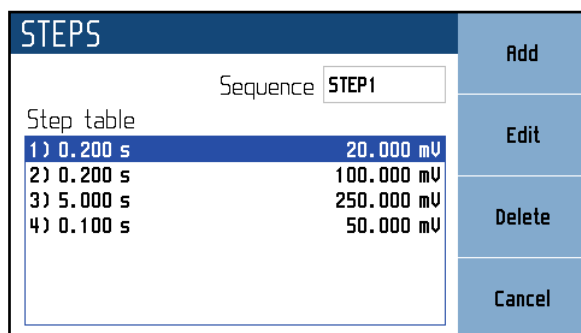 STEPS
Sequence STEP1
Step table
1) 0.200 s 20.000 mV
2) 0.200 s 100.000 mV
3) 5.000 s 250.000 mV
4) 0.100 s 50.000 mV
Add
Edit
Delete
Cancel